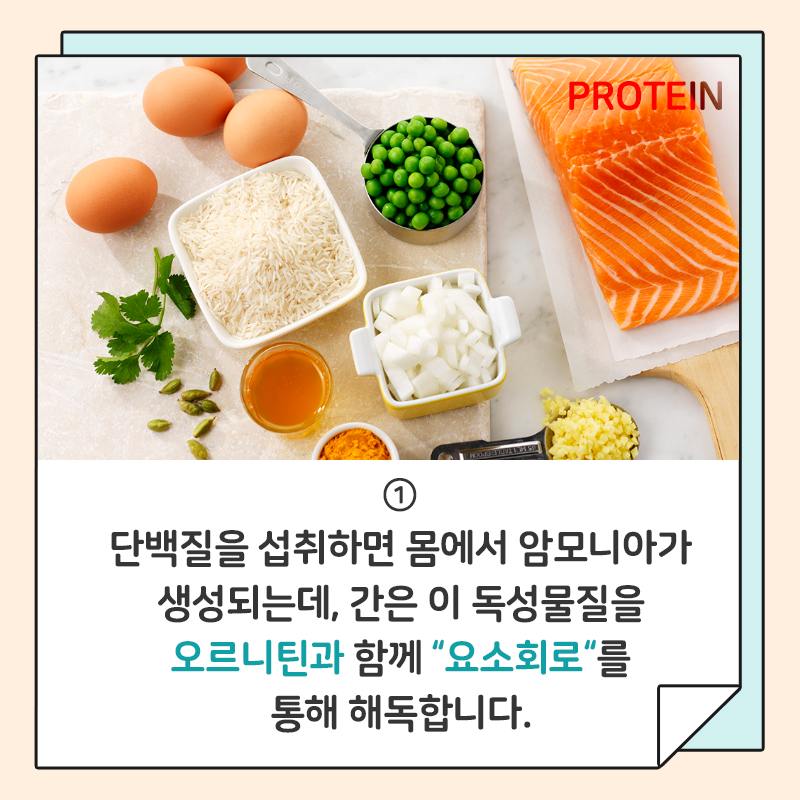 PROTEIN
①
단백질을 섭취하면 몸에서 암모니아가
생성되는데, 간은 이 독성물질을
오르니틴과 함께 “요소회로“를
통해 해독합니다.